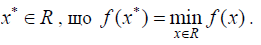 x* ∈ R , що f(x*) = min f(x) .
x∈R